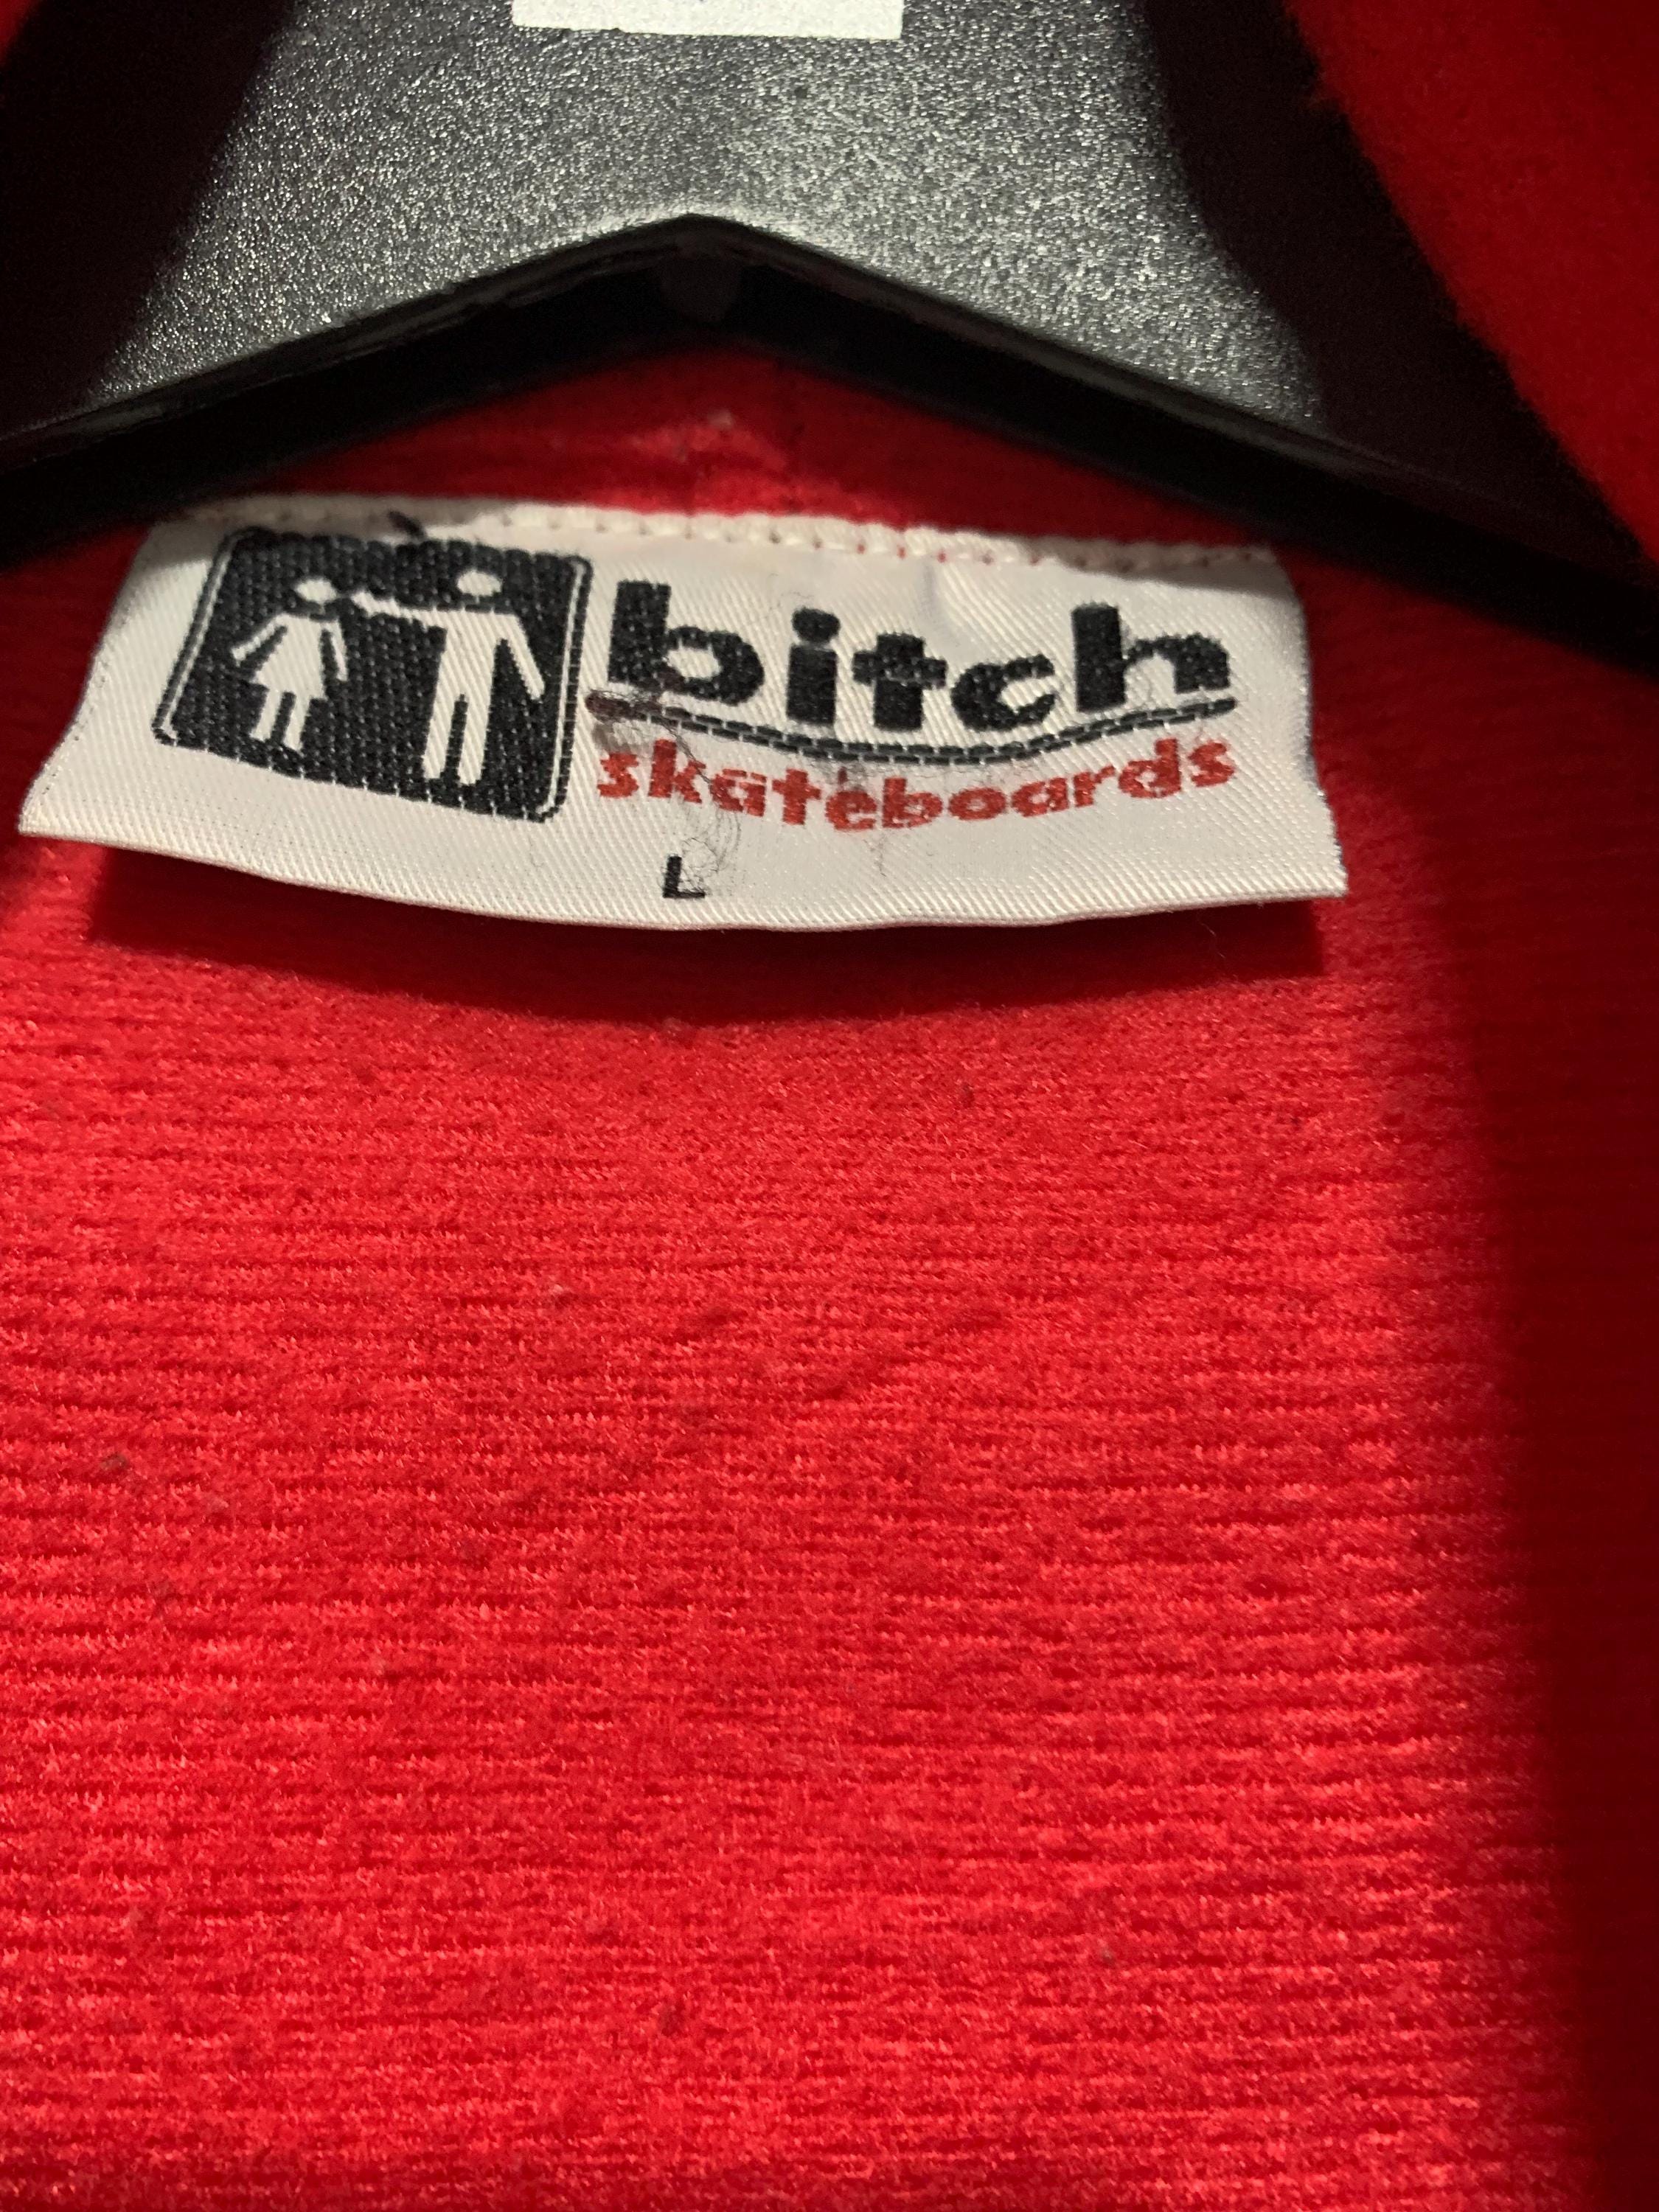 bitch
skateboards
L